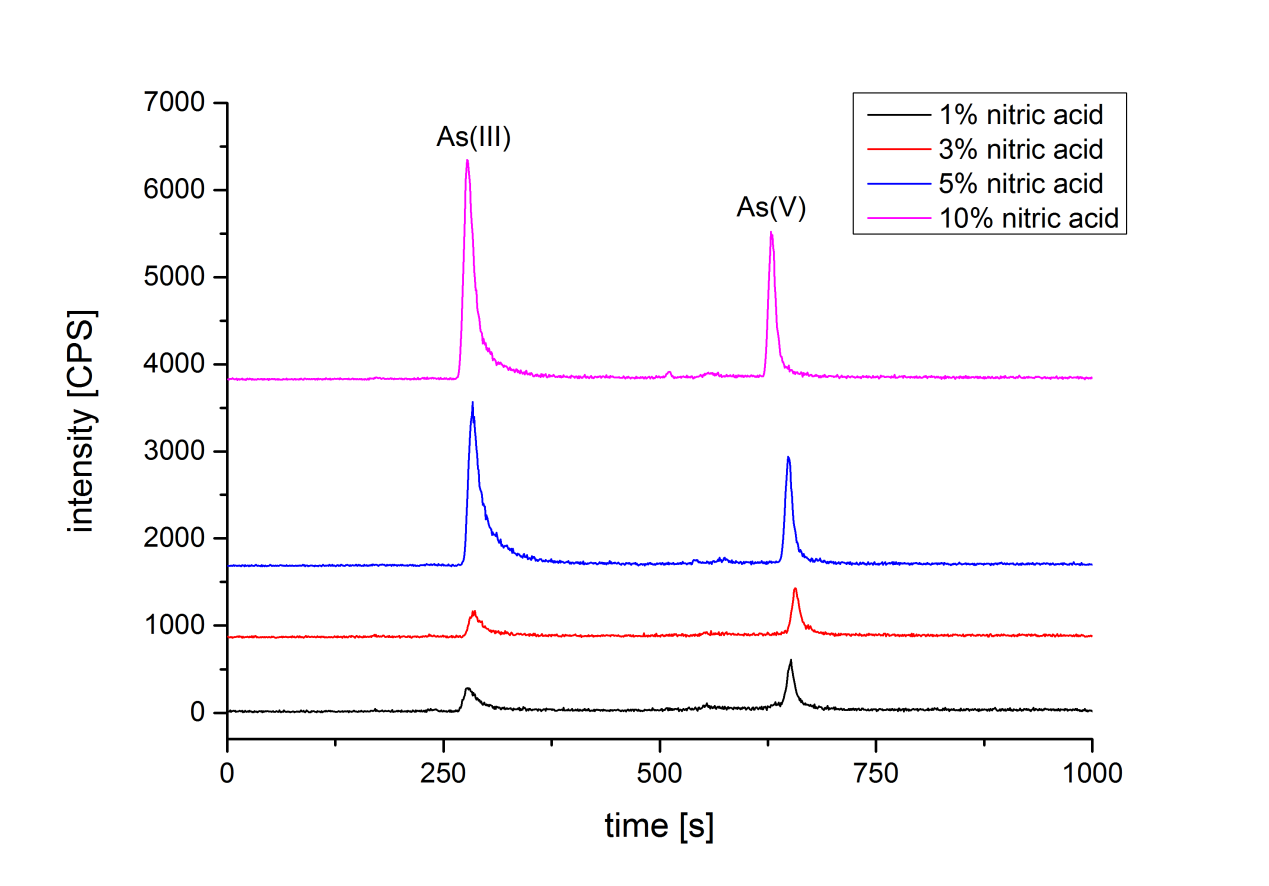 7000
6000
5000
4000
3000
2000
1000
0
intensity [CPS]
As(III)
As(V)
1% nitric acid
3% nitric acid
5% nitric acid
10% nitric acid
0 250 500 750 1000
time [s]